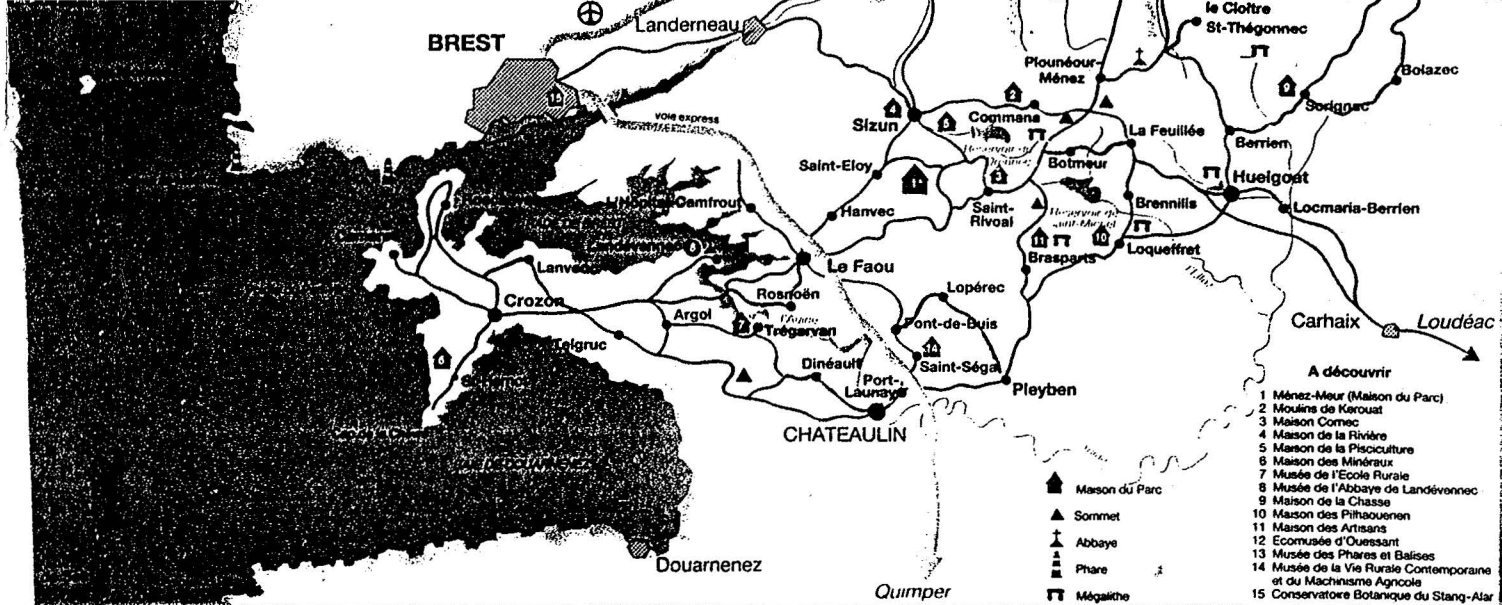 le Cloître
St-Thégonnec
Landerneau
BREST
Plounéour-
Ménez
Bolazec
Scrignac
Sizun
Commana
voie express
La Feuillée
Berrien
Botmeur
Saint-Eloy
Huelgoat
Saint-
Rivoal
Brennilis
Locmaria-Berrien
L'Hôpital-Camfrout
Hanvec
Reservoir de
Saint-Michel
Loqueffret
Brasparts
Landévennec
Lanvéoc
Le Faou
Crozon
Rosnoën
Lopérec
Argol
Trégarvan
Pont-de-Buis
Carhaix
Loudéac
Telgruc
Dinéault
Saint-Ségal
Port-
Launay
Pleyben
CHATEAULIN
Douarnenez
Quimper
Maison du Parc
Sommet
Abbaye
Phare
Mégalithe
A découvrir
1 Ménez-Meur (Maison du Parc)
2 Moulins de Kerouat
3 Maison Cornec
4 Maison de la Rivière
5 Maison de la Pisciculture
6 Maison des Minéraux
7 Musée de l'Ecole Rurale
8 Musée de l'Abbaye de Landévennec
9 Maison de la Chasse
10 Maison des Pilhaouenen
11 Maison des Artisans
12 Ecomusée d'Ouessant
13 Musée des Phares et Balises
14 Musée de la Vie Rurale Contemporaine
et du Machinisme Agricole
15 Conservatoire Botanique du Stang-Alar